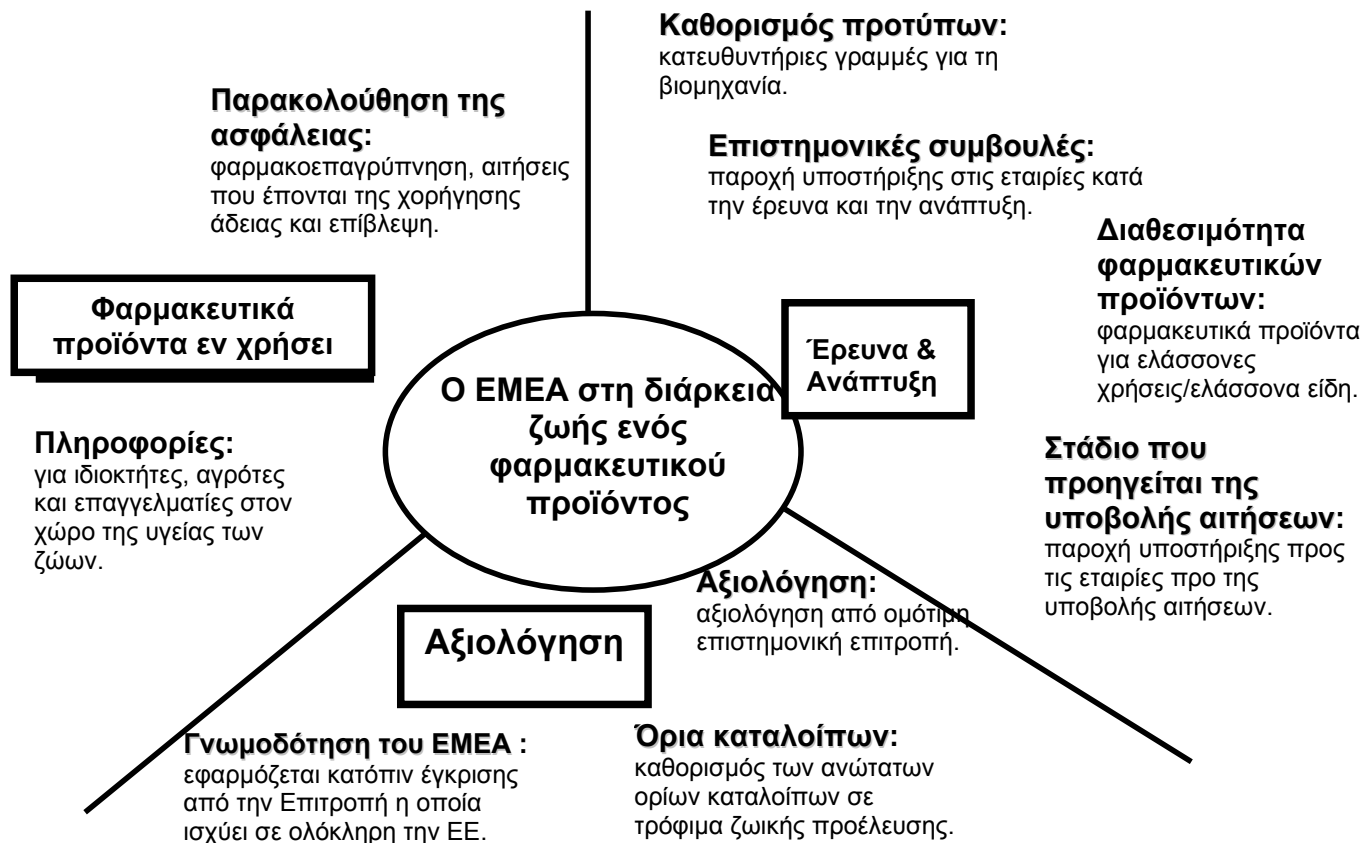 Καθορισμός προτύπων:
κατευθυντήριες γραμμές για τη
βιομηχανία.
Παρακολούθηση της
ασφάλειας:
φαρμακοεπαγρύπνηση, αιτήσεις
που έπονται της χορήγησης
άδειας και επίβλεψη.
Επιστημονικές συμβουλές:
παροχή υποστήριξης στις εταιρίες κατά
την έρευνα και την ανάπτυξη.
Διαθεσιμότητα
φαρμακευτικών
προϊόντων:
φαρμακευτικά προϊόντα
για ελάσσονες
χρήσεις/ελάσσονα είδη.
Φαρμακευτικά
προϊόντα εν χρήσει
Έρευνα &
Ανάπτυξη
Ο EMEA στη διάρκεια
ζωής ενός
φαρμακευτικού
προϊόντος
Πληροφορίες:
για ιδιοκτήτες, αγρότες
και επαγγελματίες στον
χώρο της υγείας των
ζώων.
Στάδιο που
προηγείται της
υποβολής αιτήσεων:
παροχή υποστήριξης προς
τις εταιρίες προ της
υποβολής αιτήσεων.
Αξιολόγηση:
αξιολόγηση από ομότιμη
επιστημονική επιτροπή.
Αξιολόγηση
Γνωμοδότηση του EMEA :
εφαρμόζεται κατόπιν έγκρισης
από την Επιτροπή η οποία
ισχύει σε ολόκληρη την ΕΕ.
Όρια καταλοίπων:
καθορισμός των ανώτατων
ορίων καταλοίπων σε
τρόφιμα ζωικής προέλευσης.